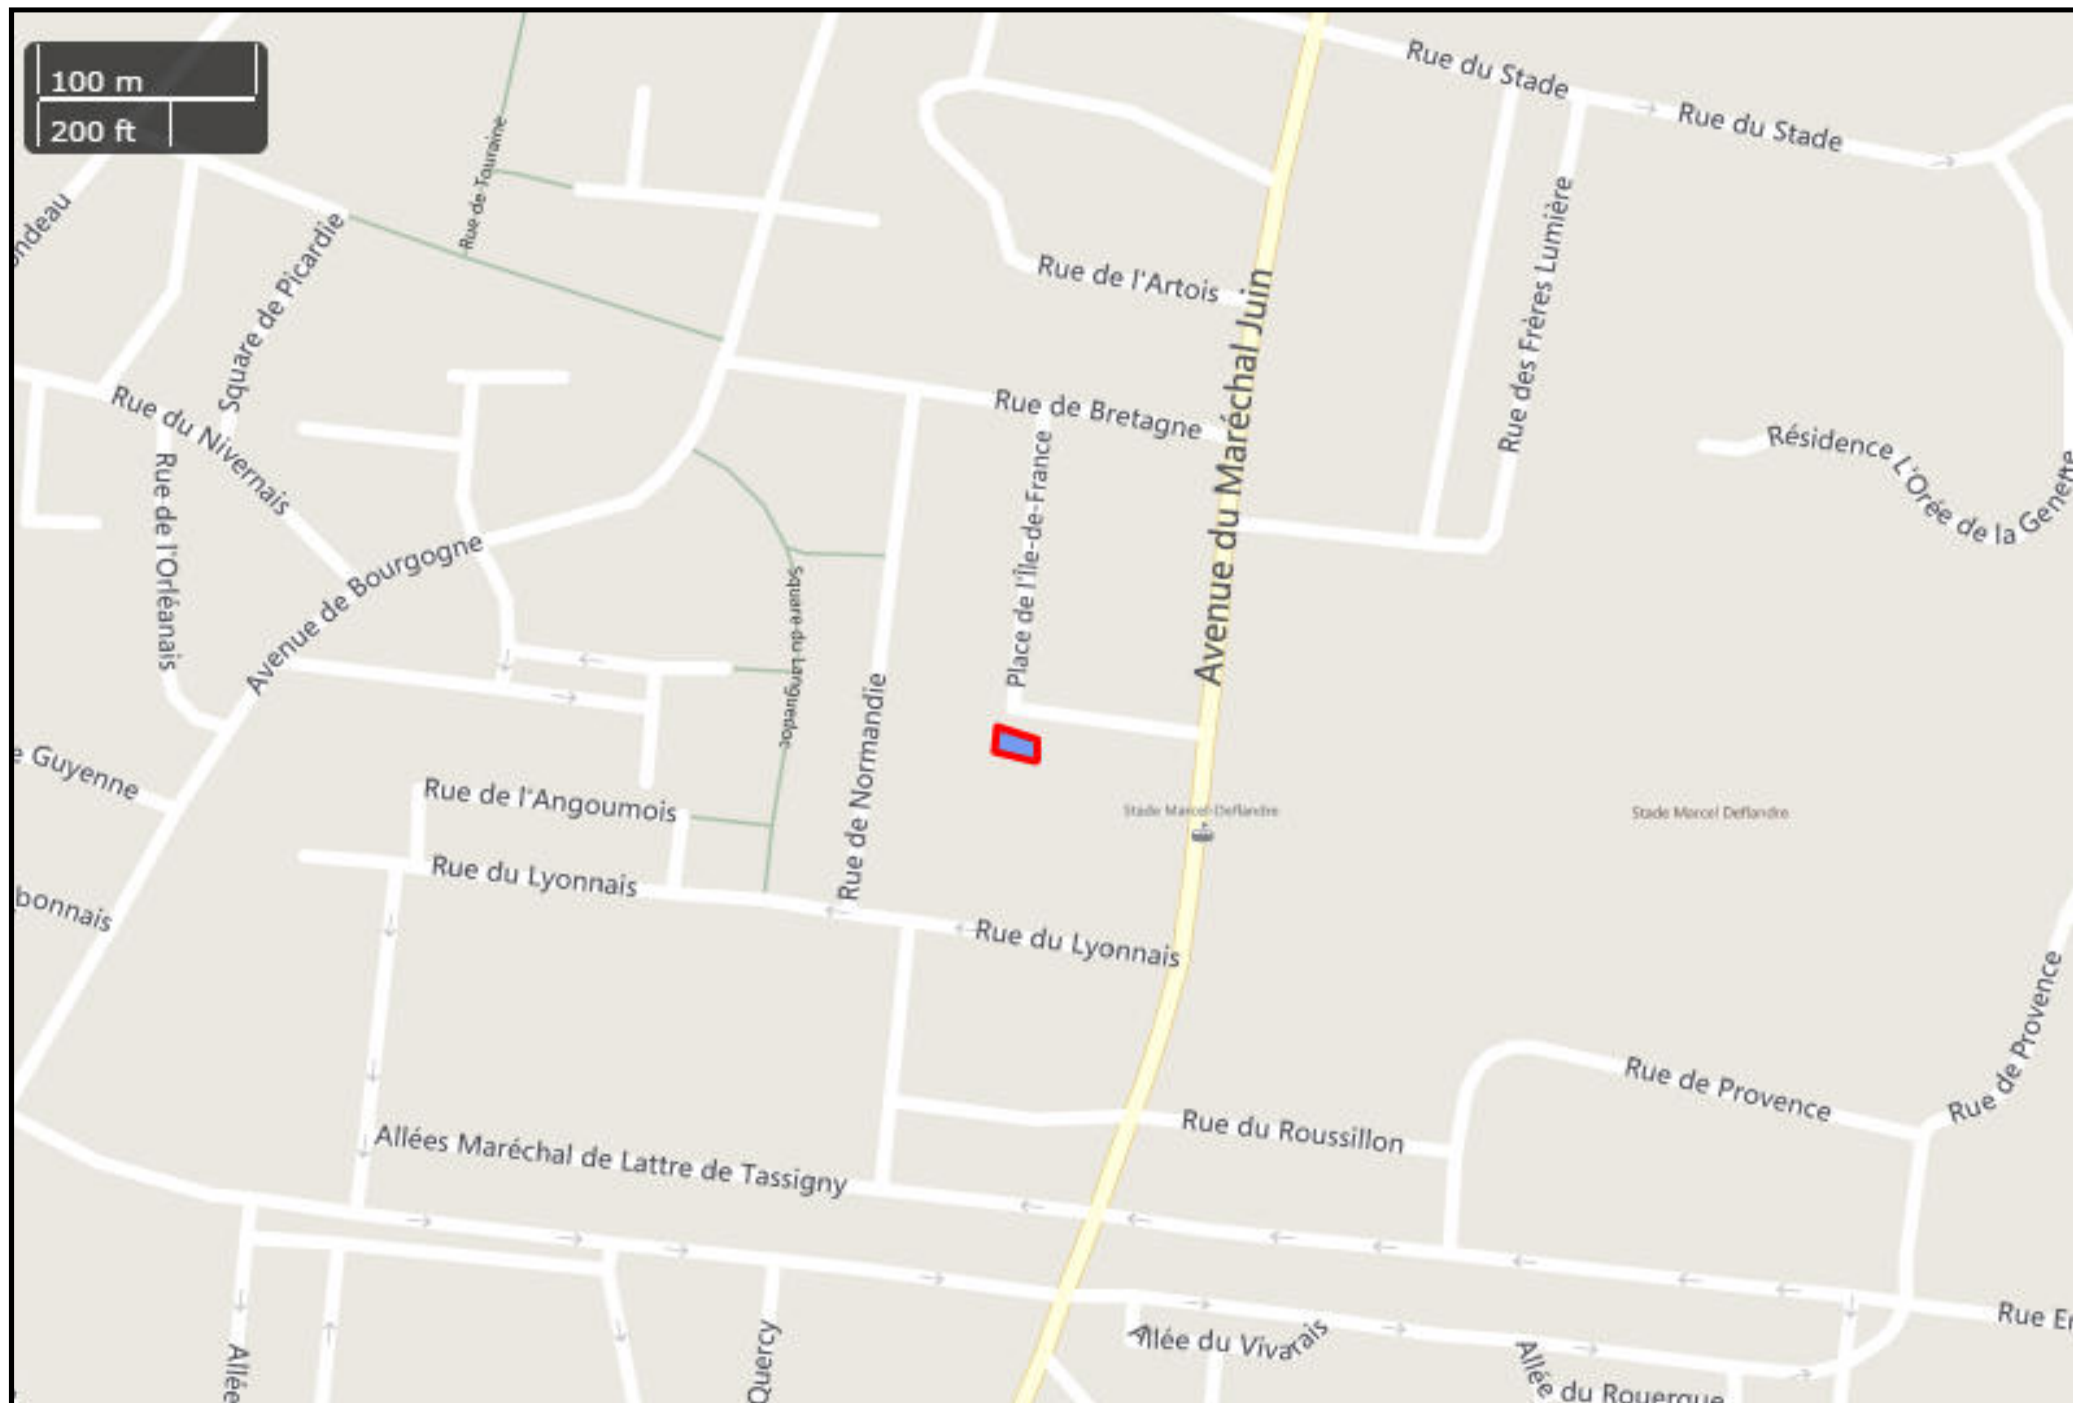 100 m
200 ft
Rue du Stade
Rue du Stade
Rue de Touraine
ondeau
Square de Picardie
Rue de l'Artois
Rue des Frères Lumière
Avenue du Maréchal Juin
Rue du Nivernais
Rue de Bretagne
Place de l'Île-de-France
Résidence L'Orée de la Genette
Rue de l'Orléanais
Avenue de Bourgogne
Square du Languedoc
Rue de Normandie
e Guyenne
Rue de l'Angoumois
Stade Marcel-Deflandre
Stade Marcel Deflandre
Rue du Lyonnais
bonnais
Rue du Lyonnais
Rue de Provence
Rue de Provence
Rue du Roussillon
Allées Maréchal de Lattre de Tassigny
Rue Er
Allée du Vivarais
Quercy
Allée
Allée du Rouergue